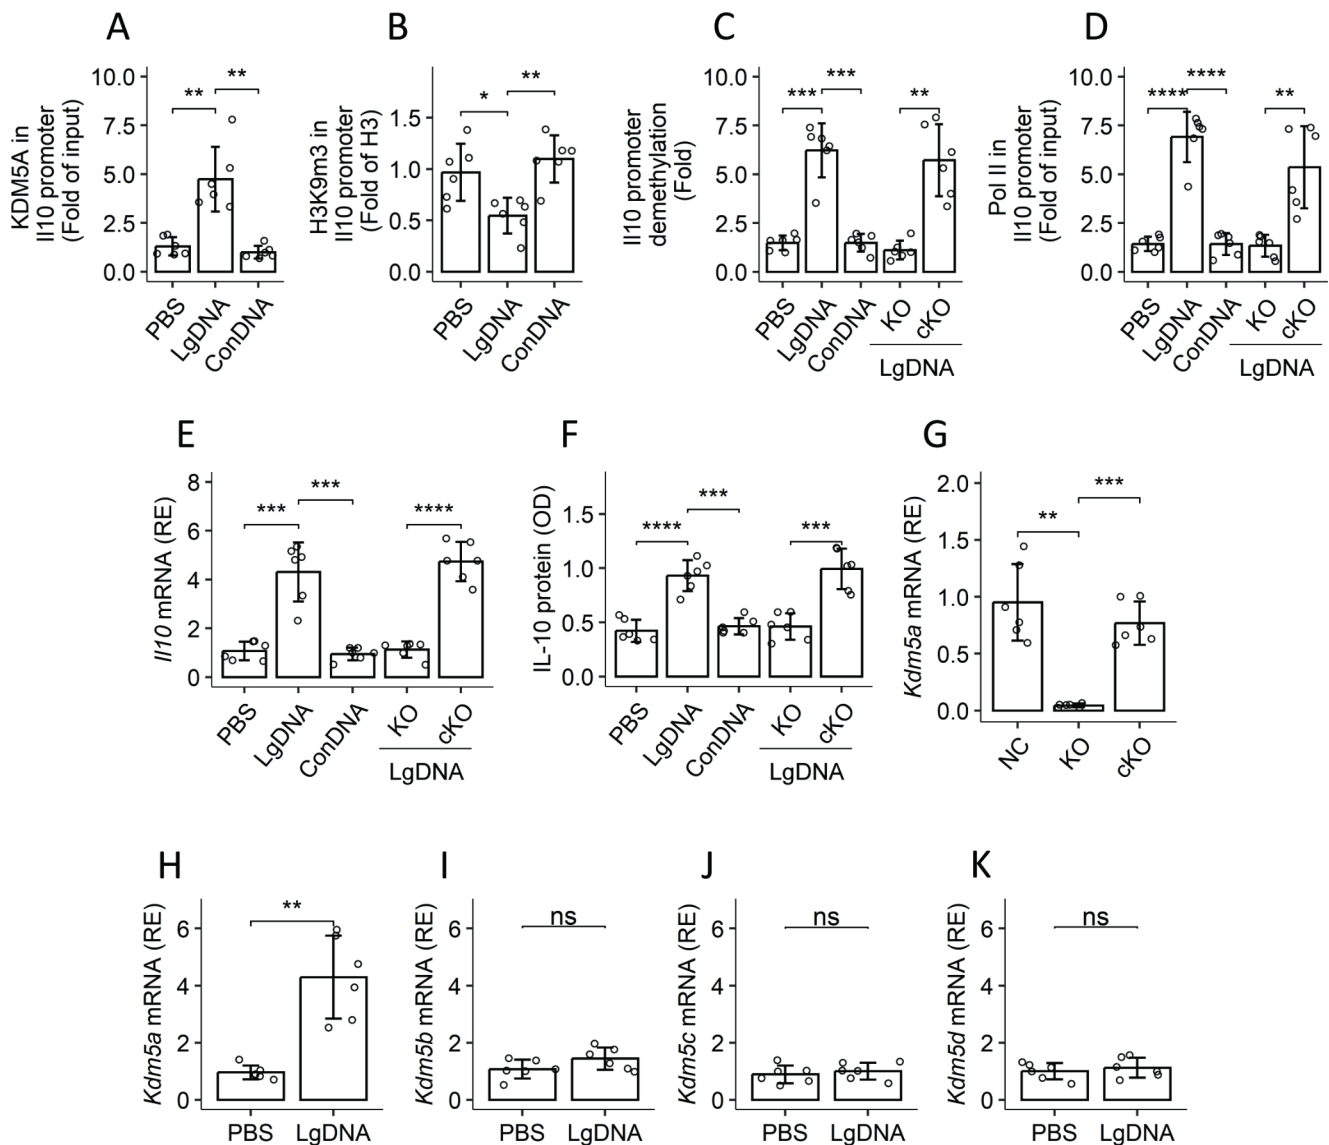 A
KDM5A in
Il10 promoter
(Fold of input)
10.0
7.5
5.0
2.5
0.0
**
**
PBS
LgDNA
ConDNA
B
H3K9m3 in
Il10 promoter
(Fold of H3)
1.5
1.0
0.5
0.0
*
**
PBS
LgDNA
ConDNA
C
Il10 promoter
demethylation
(Fold)
10.0
7.5
5.0
2.5
0.0
***
***
**
PBS
LgDNA
ConDNA
KO
cKO
LgDNA
D
Pol II in
Il10 promoter
(Fold of input)
10.0
7.5
5.0
2.5
0.0
****
****
**
PBS
LgDNA
ConDNA
KO
cKO
LgDNA
E
Il10 mRNA (RE)
8
6
4
2
0
***
***
****
PBS
LgDNA
ConDNA
KO
cKO
LgDNA
F
IL-10 protein (OD)
1.5
1.0
0.5
0.0
****
***
***
PBS
LgDNA
ConDNA
KO
cKO
LgDNA
G
Kdm5a mRNA (RE)
2.0
1.5
1.0
0.5
0.0
**
***
NC
KO
cKO
H
Kdm5a mRNA (RE)
6
4
2
0
**
PBS LgDNA
I
Kdm5b mRNA (RE)
6
4
2
0
ns
PBS LgDNA
J
Kdm5c mRNA (RE)
6
4
2
0
ns
PBS LgDNA
K
Kdm5d mRNA (RE)
6
4
2
0
ns
PBS LgDNA